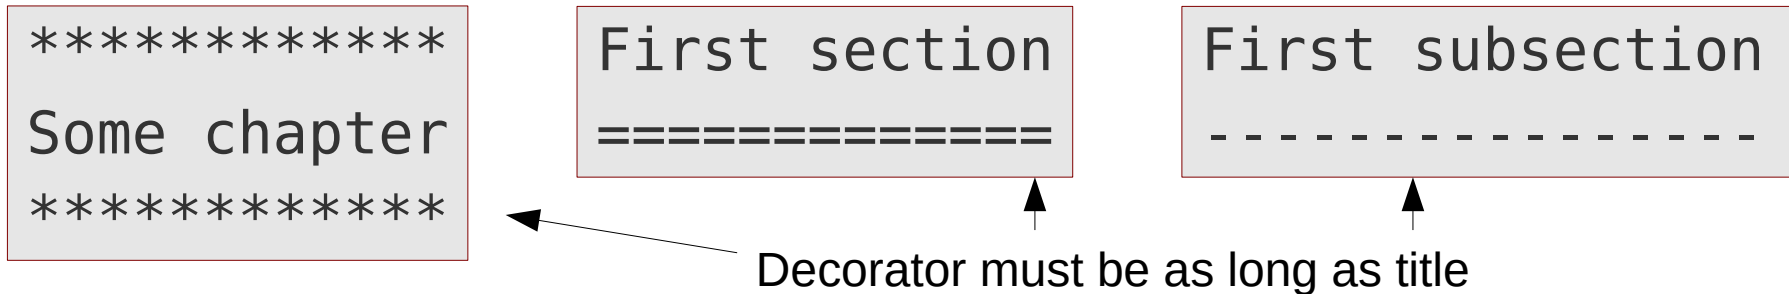 ************
Some chapter
************
First section
=============
First subsection
----------------
Decorator must be as long as title